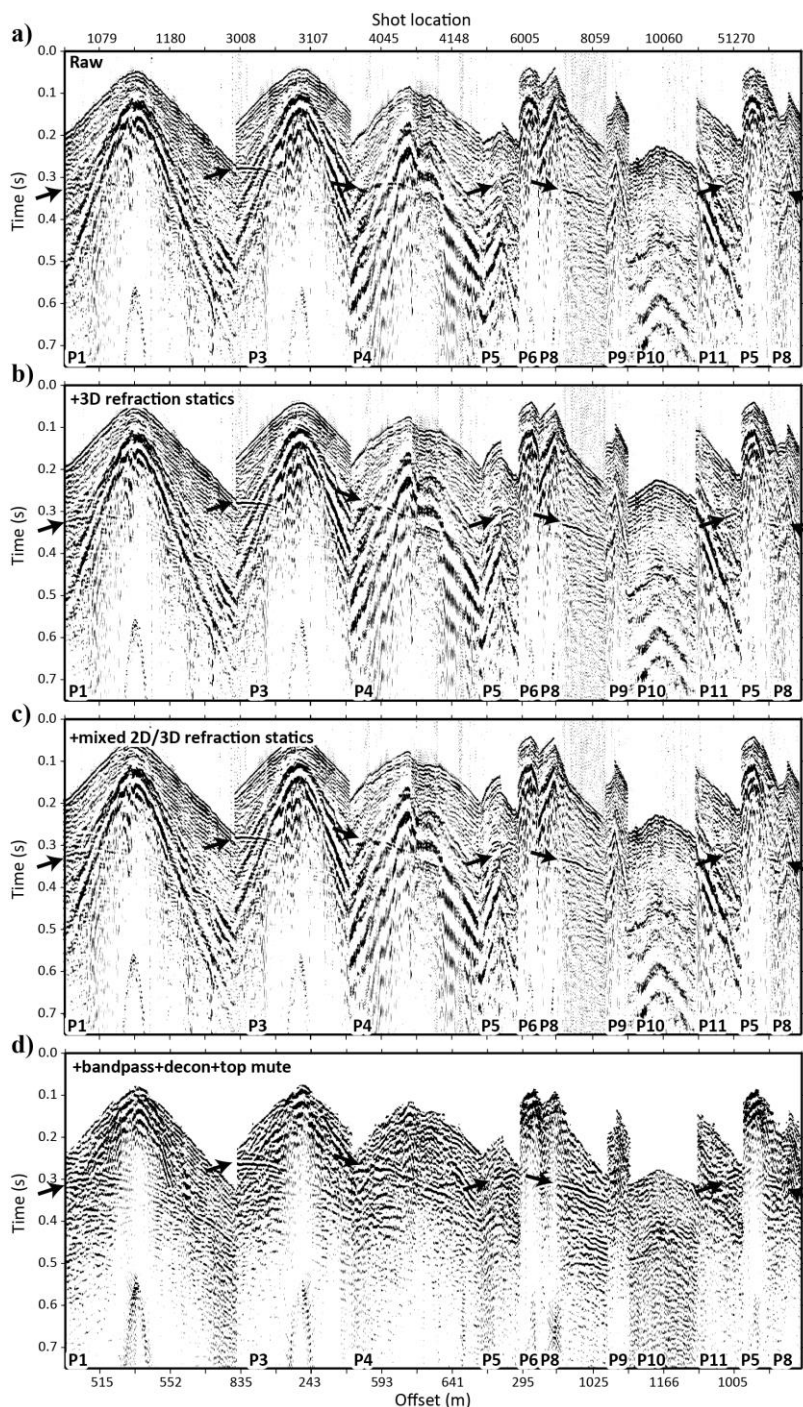 Shot location
1079 1180 3008 3107 4045 4148 6005 8059 10060 51270
a)
Raw
0.0
0.1
0.2
0.3
0.4
0.5
0.6
0.7
Time (s)
P1 P3 P4 P5 P6 P8 P9 P10 P11 P5 P8
b)
+3D refraction statics
0.0
0.1
0.2
0.3
0.4
0.5
0.6
0.7
Time (s)
P1 P3 P4 P5 P6 P8 P9 P10 P11 P5 P8
c)
+mixed 2D/3D refraction statics
0.0
0.1
0.2
0.3
0.4
0.5
0.6
0.7
Time (s)
P1 P3 P4 P5 P6 P8 P9 P10 P11 P5 P8
d)
+bandpass+decon+top mute
0.0
0.1
0.2
0.3
0.4
0.5
0.6
0.7
Time (s)
P1 P3 P4 P5 P6 P8 P9 P10 P11 P5 P8
515 552 835 243 593 641 295 1025 1166 1005
Offset (m)